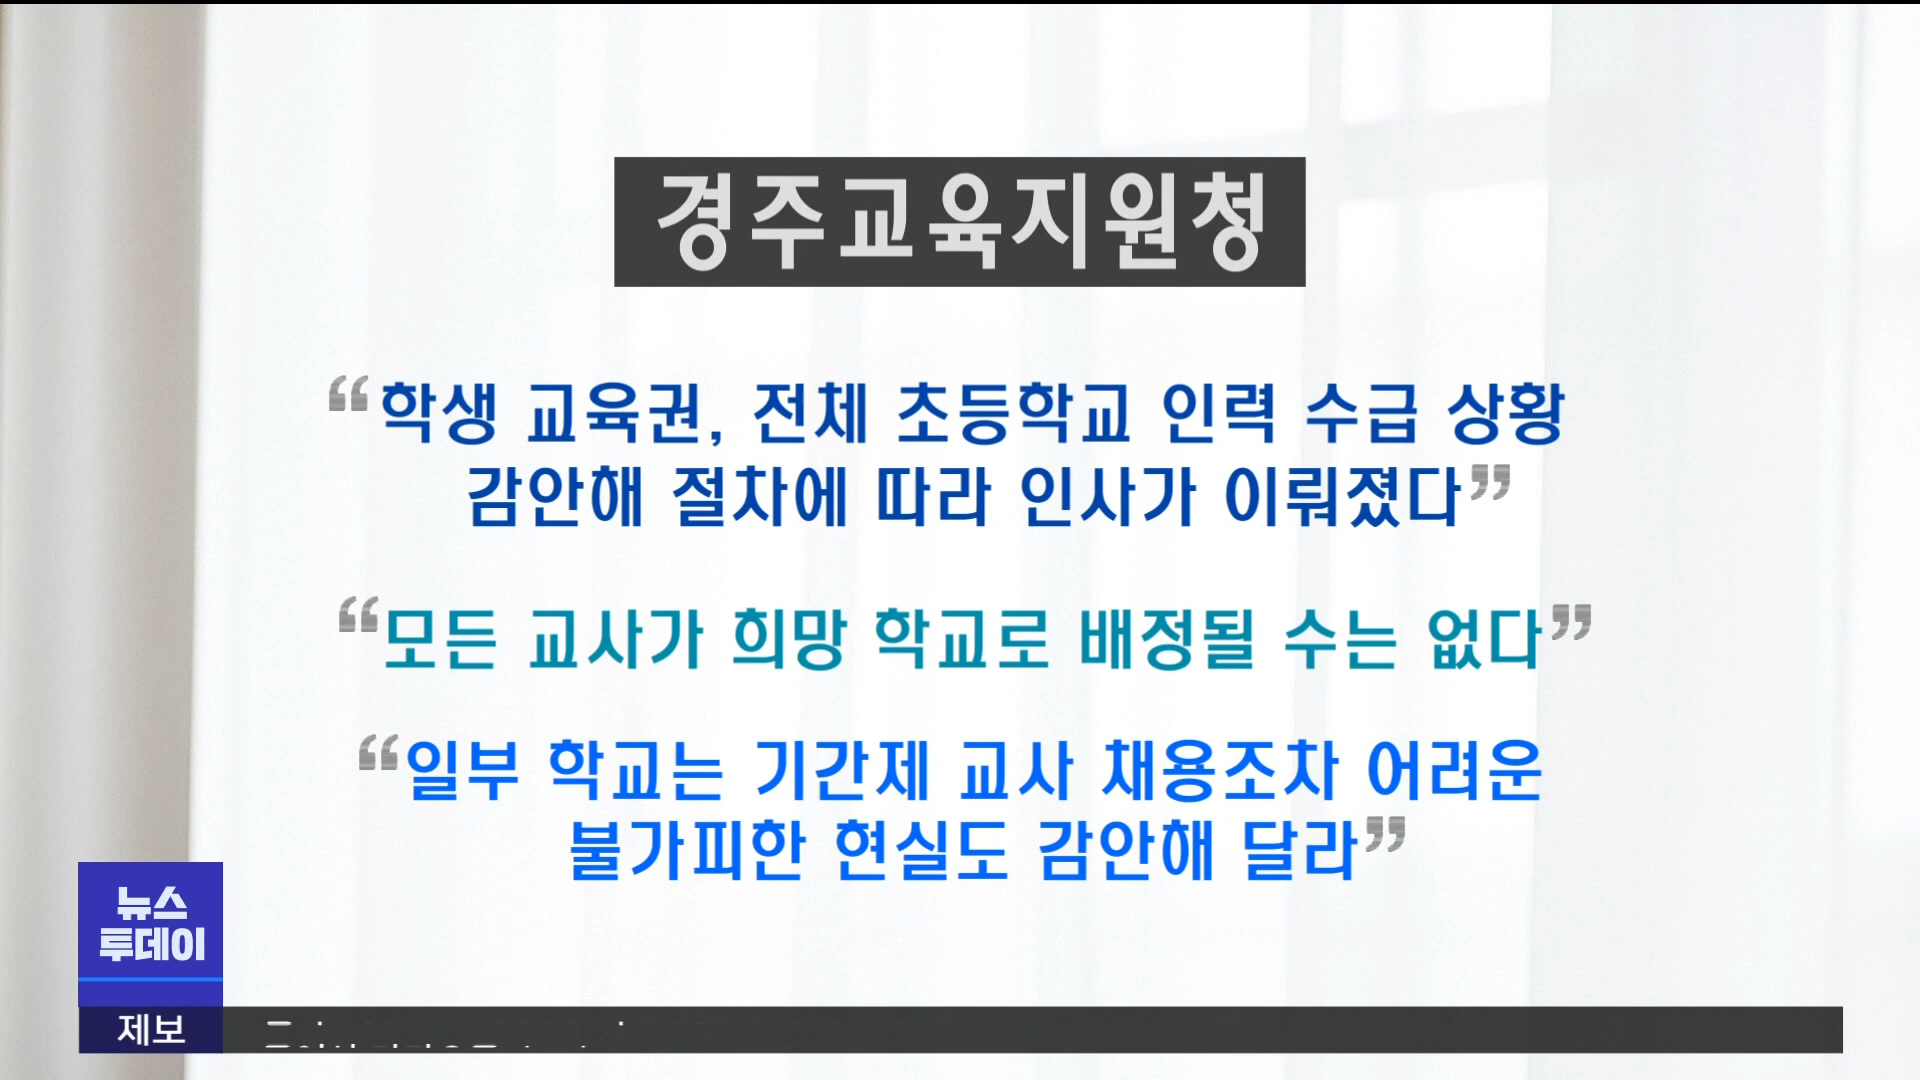 경주교육지원청
“학생 교육권, 전체 초등학교 인력 수급 상황
감안해 절차에 따라 인사가 이뤄졌다”
“모든 교사가 희망 학교로 배정될 수는 없다”
“일부 학교는 기간제 교사 채용조차 어려운
불가피한 현실도 감안해 달라”
뉴스
투데이
제보